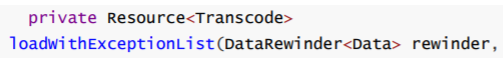 private Resource<Transcode>
loadWithExceptionList(DataRewinder<Data> rewinder,